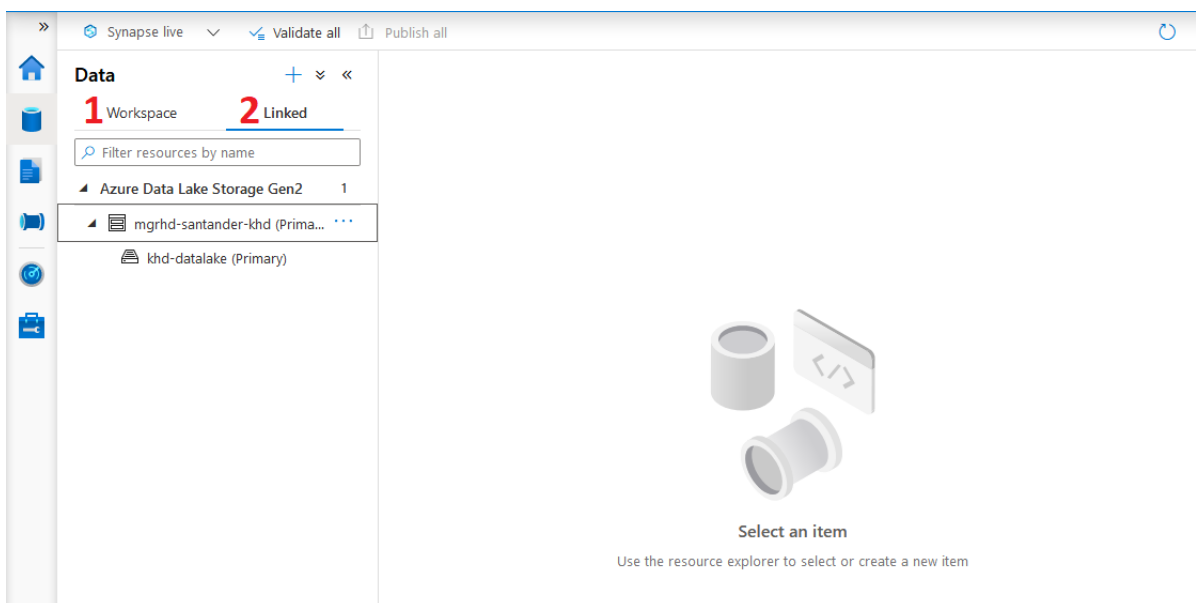 »
Synapse live Validate all Publish all
Data
1 Workspace 2 Linked
Filter resources by name
Azure Data Lake Storage Gen2 1
mgrhd-santander-khd (Prima... ...
khd-datalake (Primary)
</>
Select an item
Use the resource explorer to select or create a new item